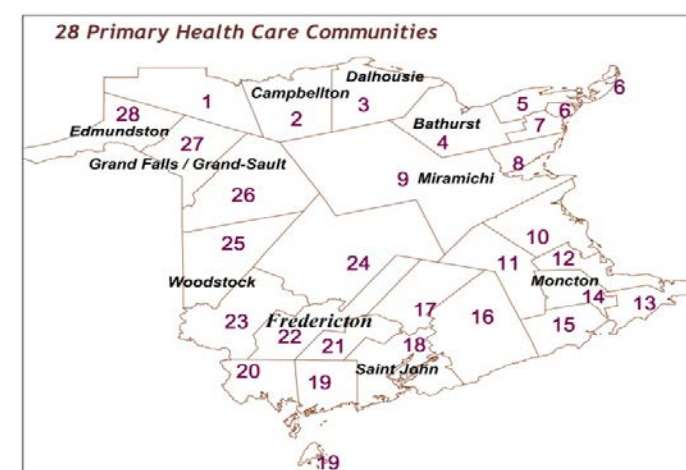 28 Primary Health Care Communities
Dalhousie
6
1
Campbellton
28
3
5
6
2
Bathurst
7
Edmundston
27
4
Grand Falls / Grand-Sault
8
9 Miramichi
26
25
10
24
11
12
Woodstock
Moncton
14
13
17
23
Fredericton
16
15
22
21
18
20
19
Saint John
19